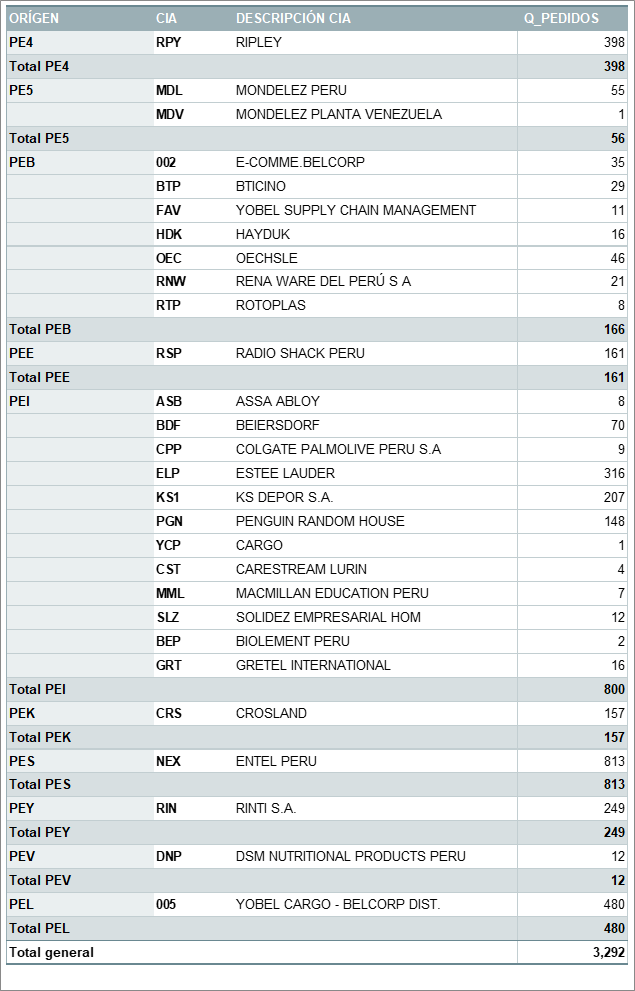 ORÍGEN CIA DESCRIPCIÓN CIA Q_PEDIDOS
PE4 RPY RIPLEY 398
Total PE4 398
PE5 MDL MONDELEZ PERU 55
MDV MONDELEZ PLANTA VENEZUELA 1
Total PE5 56
PEB 002 E-COMME.BELCORP 35
BTP BTICINO 29
FAV YOBEL SUPPLY CHAIN MANAGEMENT 11
HDK HAYDUK 16
OEC OECHSLE 46
RNW RENA WARE DEL PERÚ S A 21
RTP ROTOPLAS 8
Total PEB 166
PEE RSP RADIO SHACK PERU 161
Total PEE 161
PEI ASB ASSA ABLOY 8
BDF BEIERSDORF 70
CPP COLGATE PALMOLIVE PERU S.A 9
ELP ESTEE LAUDER 316
KS1 KS DEPOR S.A. 207
PGN PENGUIN RANDOM HOUSE 148
YCP CARGO 1
CST CARESTREAM LURIN 4
MML MACMILLAN EDUCATION PERU 7
SLZ SOLIDEZ EMPRESARIAL HOM 12
BEP BIOLEMENT PERU 2
GRT GRETEL INTERNATIONAL 16
Total PEI 800
PEK CRS CROSLAND 157
Total PEK 157
PES NEX ENTEL PERU 813
Total PES 813
PEY RIN RINTI S.A. 249
Total PEY 249
PEV DNP DSM NUTRITIONAL PRODUCTS PERU 12
Total PEV 12
PEL 005 YOBEL CARGO - BELCORP DIST. 480
Total PEL 480
Total general 3,292